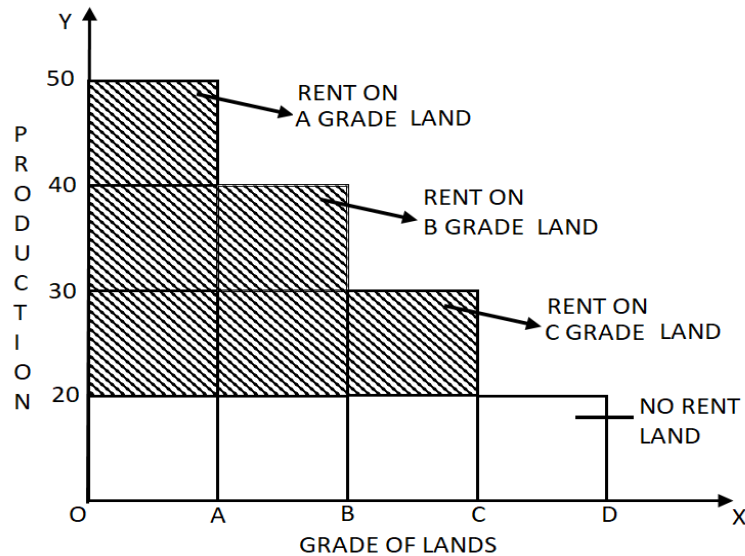 Y
50
40
30
20
PRODUCTION
RENT ON
A GRADE LAND
RENT ON
B GRADE LAND
RENT ON
C GRADE LAND
NO RENT
LAND
O A B C D X
GRADE OF LANDS